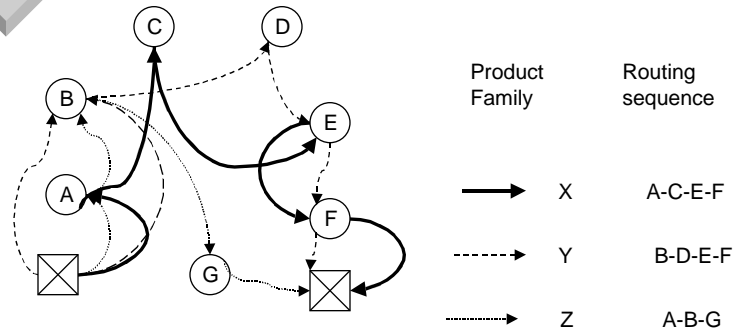 C
D
B
E
A
F
G
Product Family
Routing sequence
X
A-C-E-F
Y
B-D-E-F
Z
A-B-G